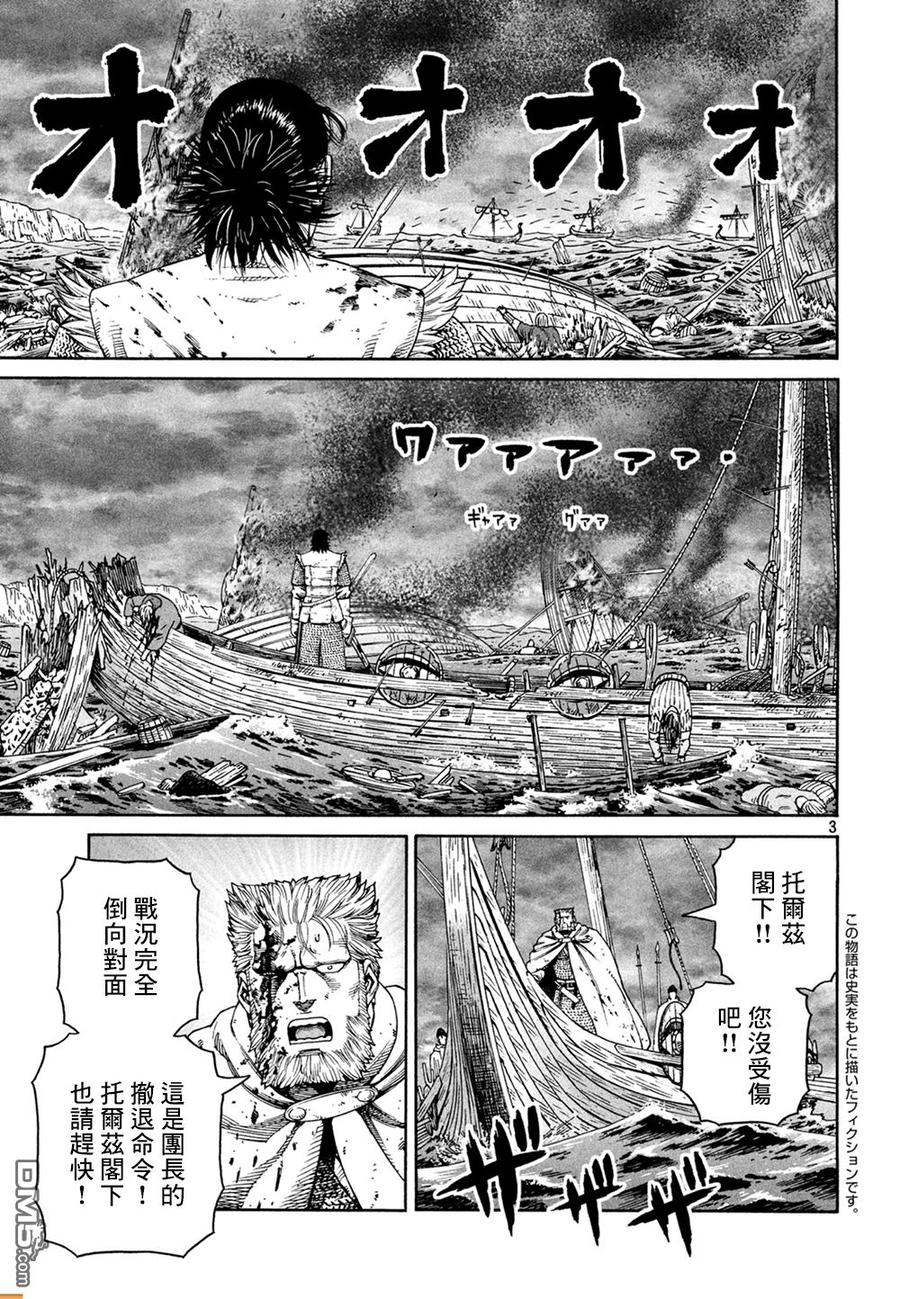 オオオオ
ワァァアァァ・
ギャアァ
グアァ
3
托爾茲
閣下!!
您沒受傷
吧!!
ザザザ
この物語は史実をもとに描いたフィクションです。
戰況完全
倒向對面
這是團長的
撤退命令！
托爾茲閣下
也請趕快！
DM5.com